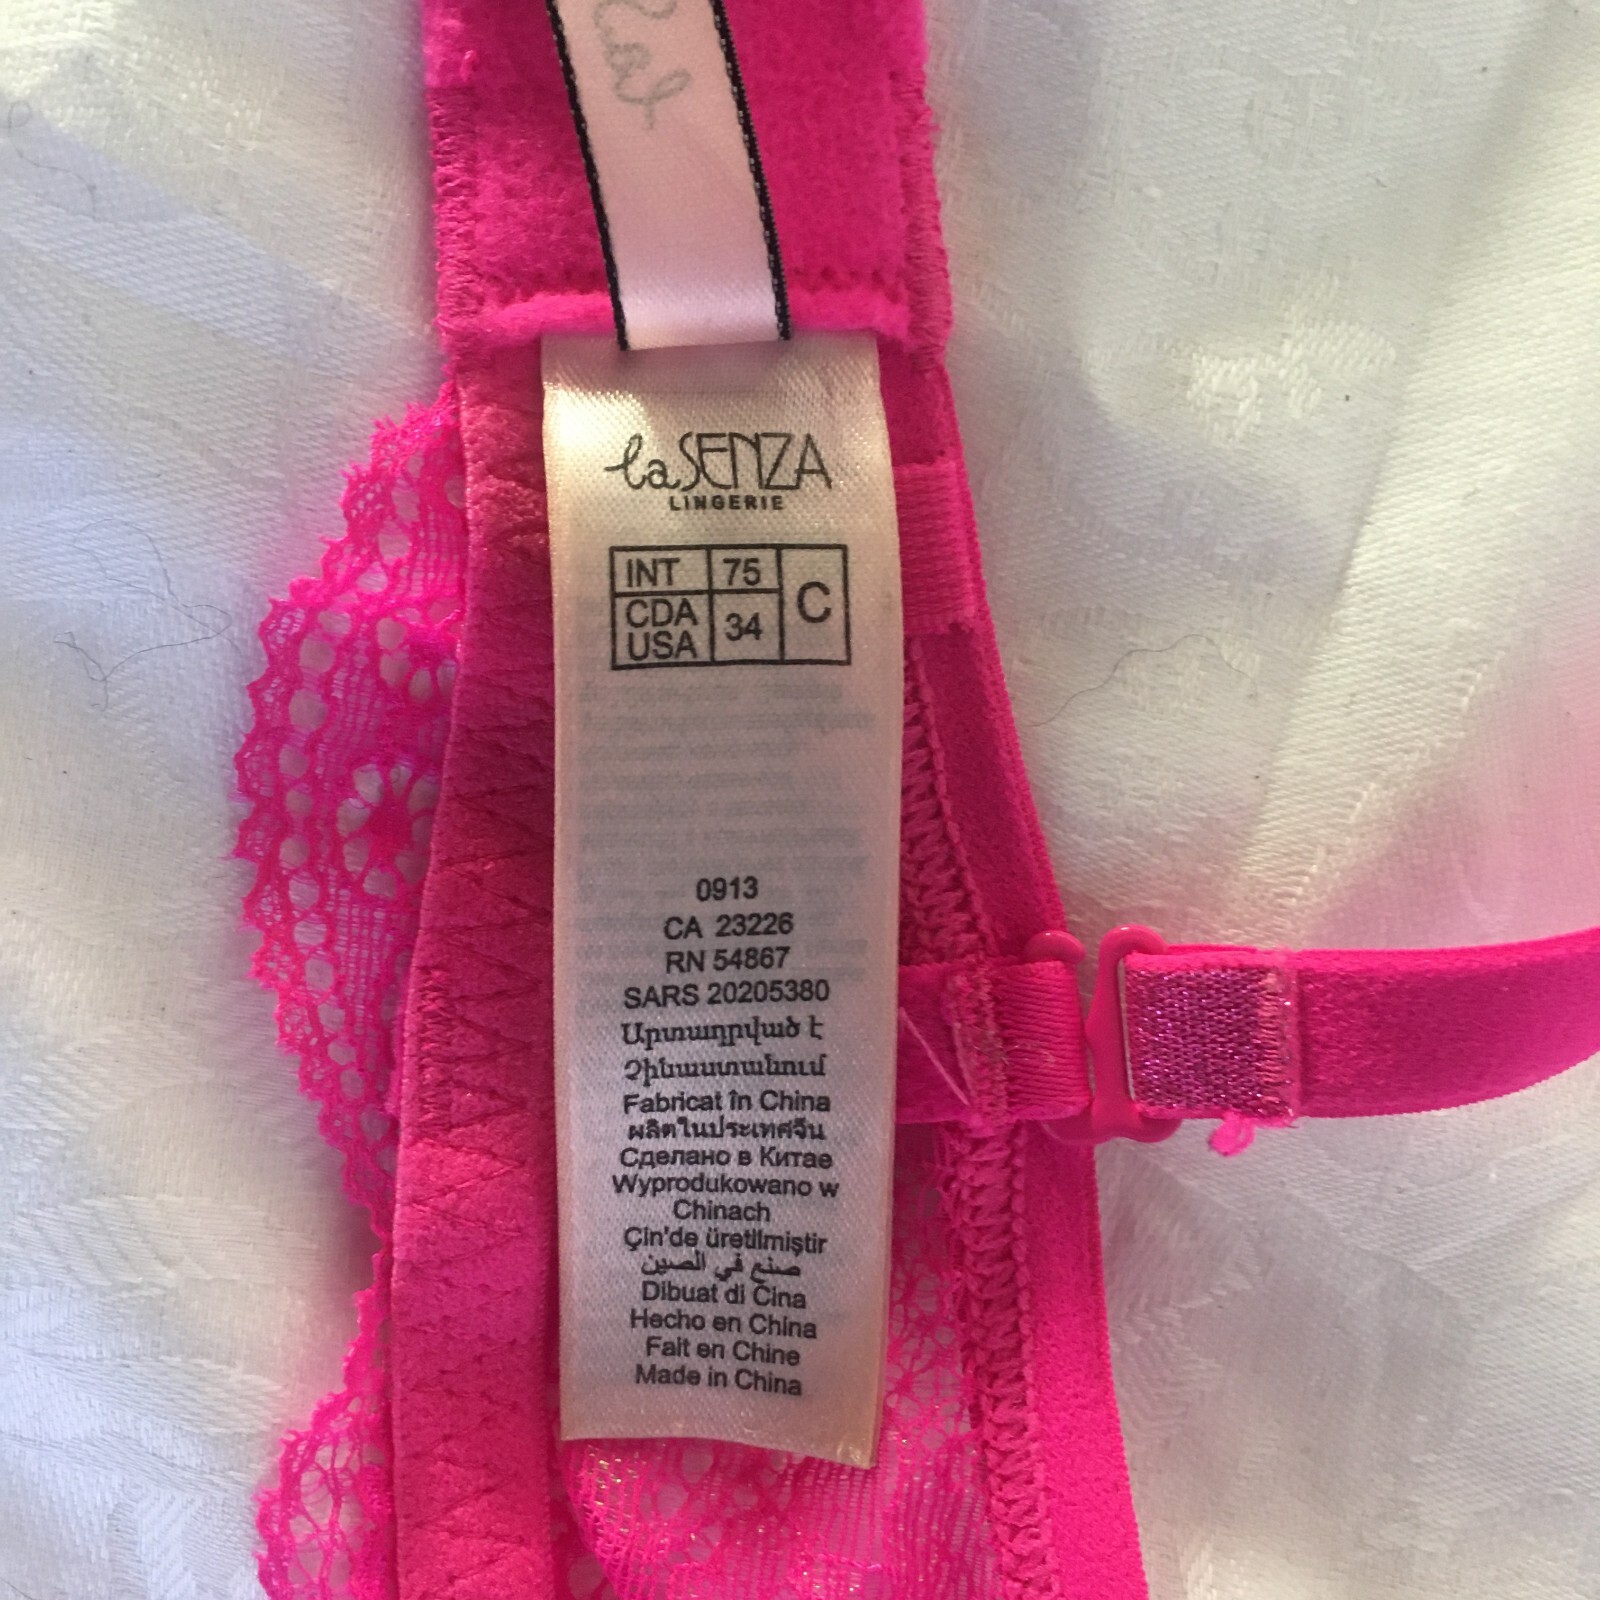 la SENZA
LINGERIE
INT 75 C
CDA USA 34
0913
CA 23226
RN 54867
SARS 20205380
Արտադրված է
Չինաստանում
Fabricat în China
ผลิตในประเทศจีน
Сделано в Китае
Wyprodukowano w
Chinach
Çin'de üretilmiştir
صنع في الصين
Dibuat di Cina
Hecho en China
Fait en Chine
Made in China